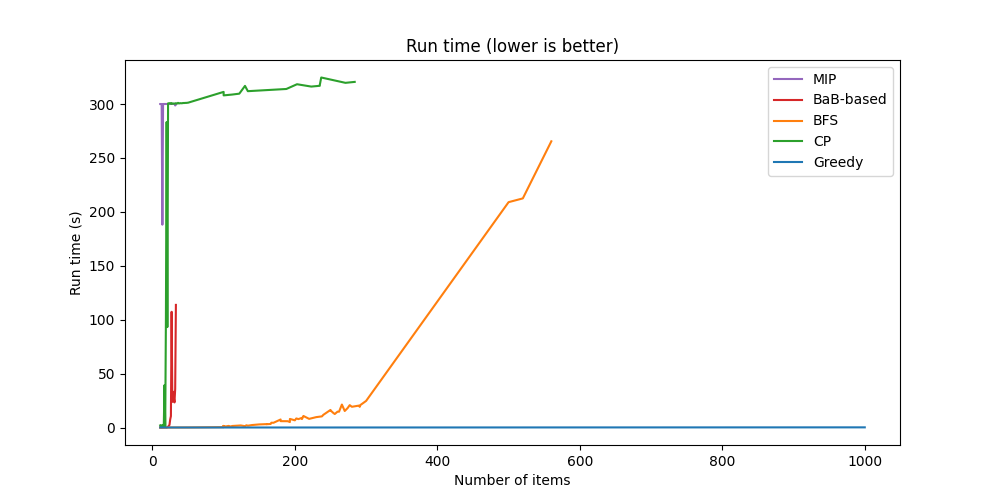 Run time (lower is better)
MIP
BaB-based
BFS
CP
Greedy
Run time (s)
300
250
200
150
100
50
0
0 200 400 600 800 1000
Number of items